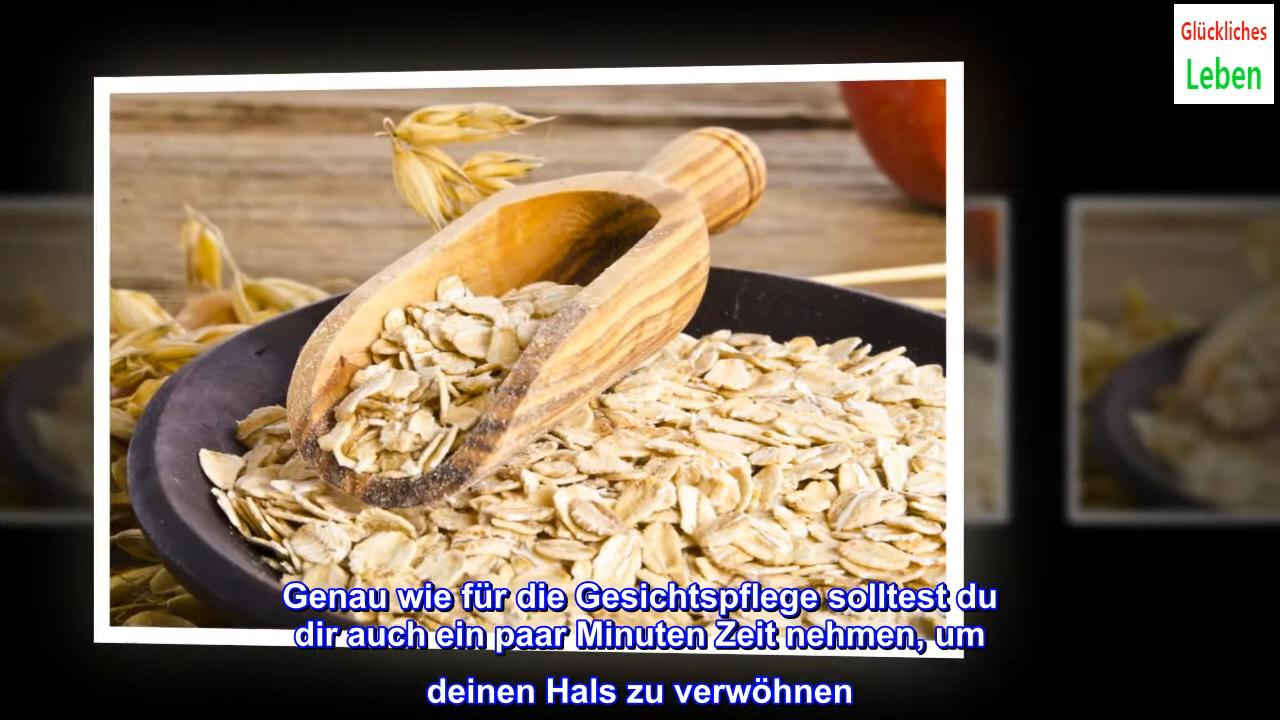 Glückliches
Leben
Genau wie für die Gesichtspflege solltest du
dir auch ein paar Minuten Zeit nehmen, um
deinen Hals zu verwöhnen